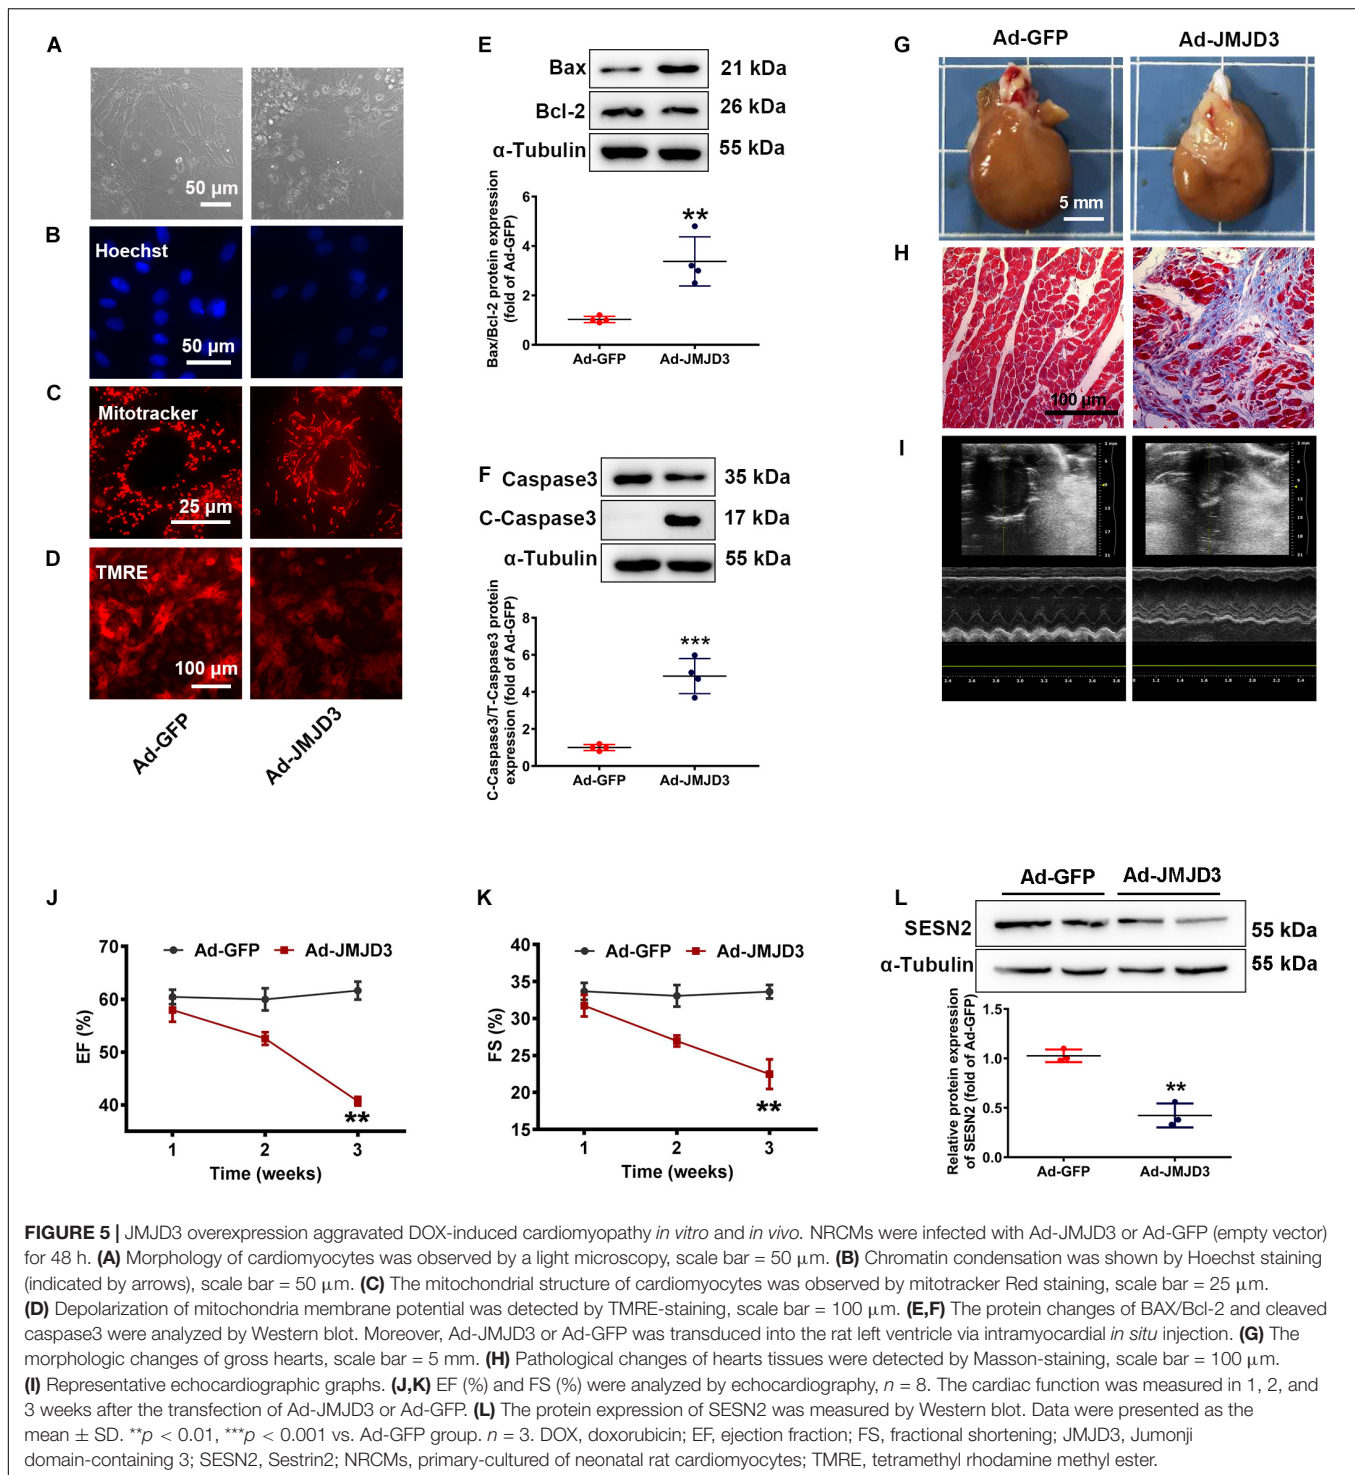 A
50 µm
B
Hoechst
50 µm
C
Mitotracker
25 µm
D
TMRE
100 µm
Ad-GFP
Ad-JMJD3
E
Bax
21 kDa
Bcl-2
26 kDa
α-Tubulin
55 kDa
Bax/Bcl-2 protein expression
(fold of Ad-GFP)
6
4
2
0
**
Ad-GFP
Ad-JMJD3
F
Caspase3
35 kDa
C-Caspase3
17 kDa
α-Tubulin
55 kDa
C-Caspase3/T-Caspase3 protein
expression (fold of Ad-GFP)
8
6
4
2
0
***
Ad-GFP
Ad-JMJD3
G
Ad-GFP
Ad-JMJD3
5 mm
H
100 µm
I
J
Ad-GFP
Ad-JMJD3
EF (%)
70
60
50
40
**
1 2 3
Time (weeks)
K
Ad-GFP
Ad-JMJD3
FS (%)
40
35
30
25
20
15
**
1 2 3
Time (weeks)
L
Ad-GFP
Ad-JMJD3
SESN2
55 kDa
α-Tubulin
55 kDa
Relative protein expression
of SESN2 (fold of Ad-GFP)
1.5
1.0
0.5
0.0
**
Ad-GFP
Ad-JMJD3
FIGURE 5 | JMJD3 overexpression aggravated DOX-induced cardiomyopathy in vitro and in vivo. NRCMs were infected with Ad-JMJD3 or Ad-GFP (empty vector)
for 48 h. (A) Morphology of cardiomyocytes was observed by a light microscopy, scale bar = 50 µm. (B) Chromatin condensation was shown by Hoechst staining
(indicated by arrows), scale bar = 50 µm. (C) The mitochondrial structure of cardiomyocytes was observed by mitotracker Red staining, scale bar = 25 µm.
(D) Depolarization of mitochondria membrane potential was detected by TMRE-staining, scale bar = 100 µm. (E,F) The protein changes of BAX/Bcl-2 and cleaved
caspase3 were analyzed by Western blot. Moreover, Ad-JMJD3 or Ad-GFP was transduced into the rat left ventricle via intramyocardial in situ injection. (G) The
morphologic changes of gross hearts, scale bar = 5 mm. (H) Pathological changes of hearts tissues were detected by Masson-staining, scale bar = 100 µm.
(I) Representative echocardiographic graphs. (J,K) EF (%) and FS (%) were analyzed by echocardiography, n = 8. The cardiac function was measured in 1, 2, and
3 weeks after the transfection of Ad-JMJD3 or Ad-GFP. (L) The protein expression of SESN2 was measured by Western blot. Data were presented as the
mean ± SD. **p < 0.01, ***p < 0.001 vs. Ad-GFP group. n = 3. DOX, doxorubicin; EF, ejection fraction; FS, fractional shortening; JMJD3, Jumonji
domain-containing 3; SESN2, Sestrin2; NRCMs, primary-cultured of neonatal rat cardiomyocytes; TMRE, tetramethyl rhodamine methyl ester.